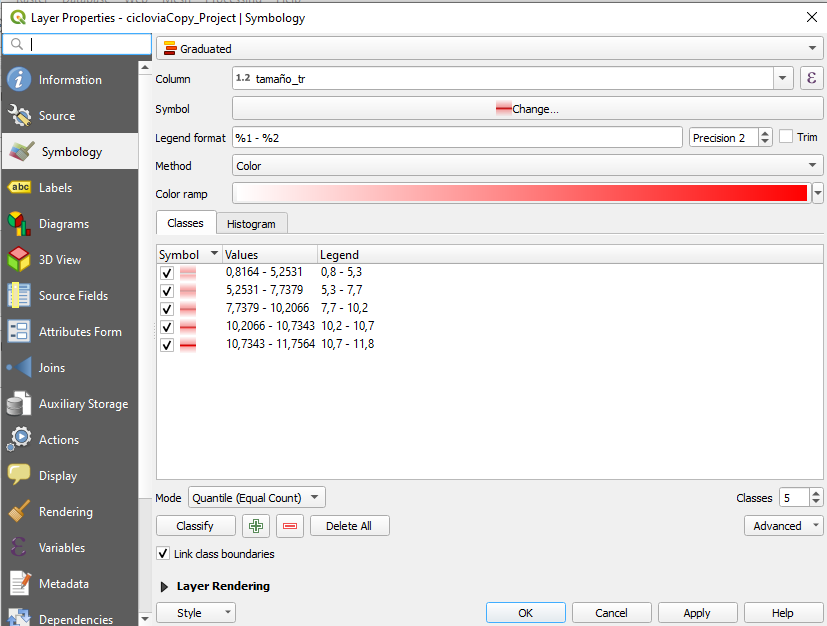 Layer Properties - cicloviaCopy_Project | Symbology
Information
Source
Symbology
abc Labels
Diagrams
3D View
Source Fields
Attributes Form
Joins
Auxiliary Storage
Actions
Display
Rendering
Variables
Metadata
Dependencies
Graduated
Column 1.2 tamaño_tr ε
Symbol Change...
Legend format %1 - %2 Precision 2 Trim
Method Color
Color ramp
Classes Histogram
Symbol Values Legend
0,8164 - 5,2531 0,8 - 5,3
5,2531 - 7,7379 5,3 - 7,7
7,7379 - 10,2066 7,7 - 10,2
10,2066 - 10,7343 10,2 - 10,7
10,7343 - 11,7564 10,7 - 11,8
Mode Quantile (Equal Count) Classes 5
Classify Delete All Advanced
Link class boundaries
Layer Rendering
Style OK Cancel Apply Help